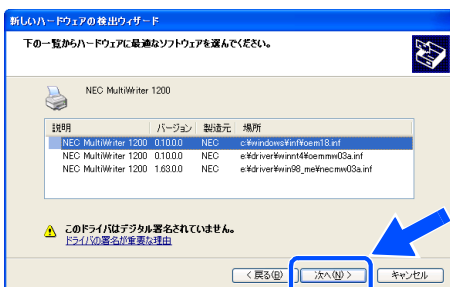 新しいハードウェアの検出ウィザード
下の一覧からハードウェアに最適なソフトウェアを選んでください。
NEC MultiWriter 1200
説明 バージョン 製造元 場所
NEC MultiWriter 1200 0.10.0.0 NEC c:¥windows¥inf¥oem18.inf
NEC MultiWriter 1200 0.10.0.0 NEC e:¥driver¥winnt4¥oemmw03a.inf
NEC MultiWriter 1200 1.63.0.0 NEC e:¥driver¥win98_me¥necmw03a.inf
このドライバはデジタル署名されていません。
ドライバの署名が重要な理由
< 戻る(B) 次へ(N) > キャンセル